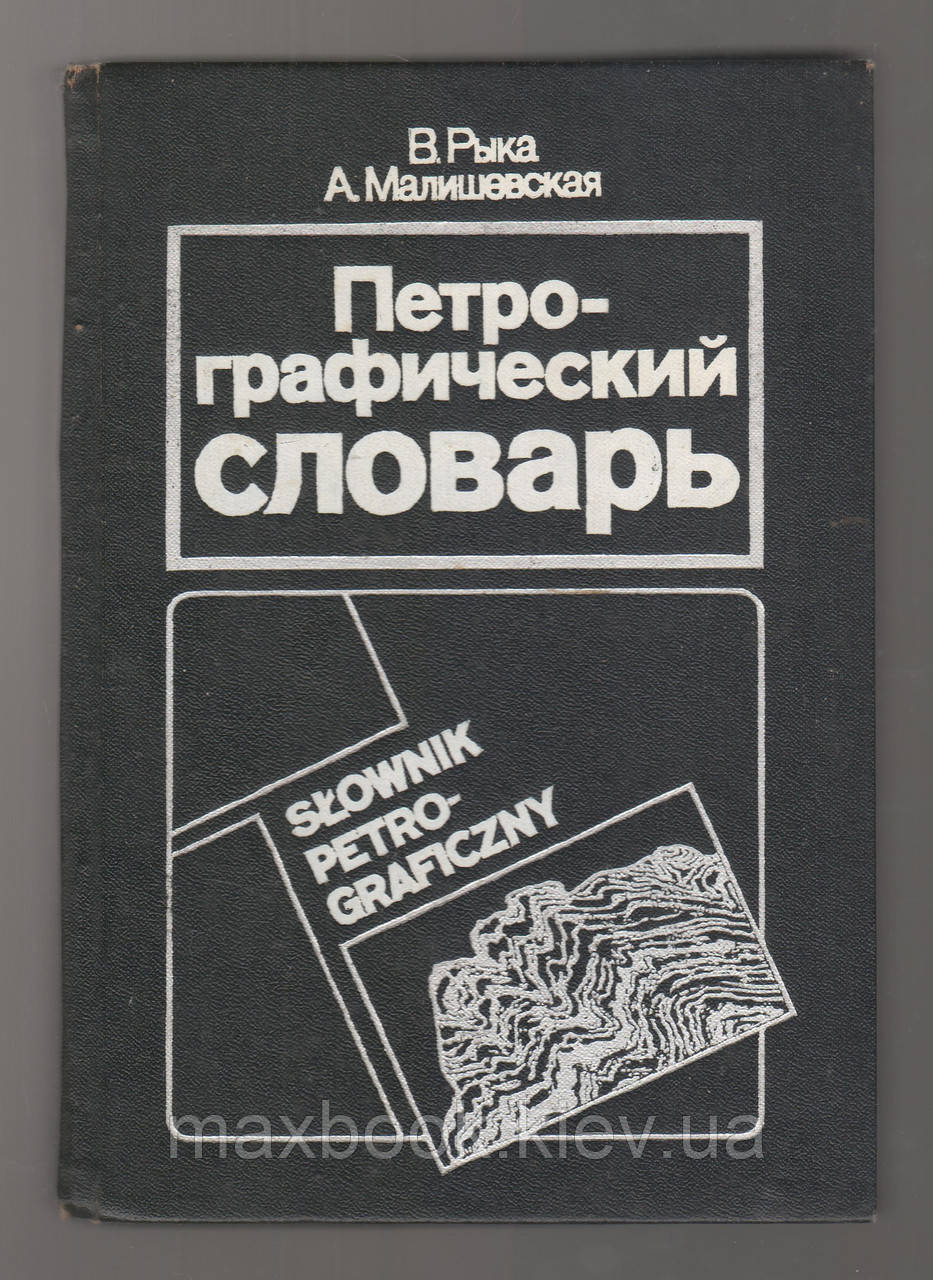 В. Рыка
А. Малишевская
Петро-
графический
словарь
SŁOWNIK
PETRO-
GRAFICZNY
maxbook.kiev.ua